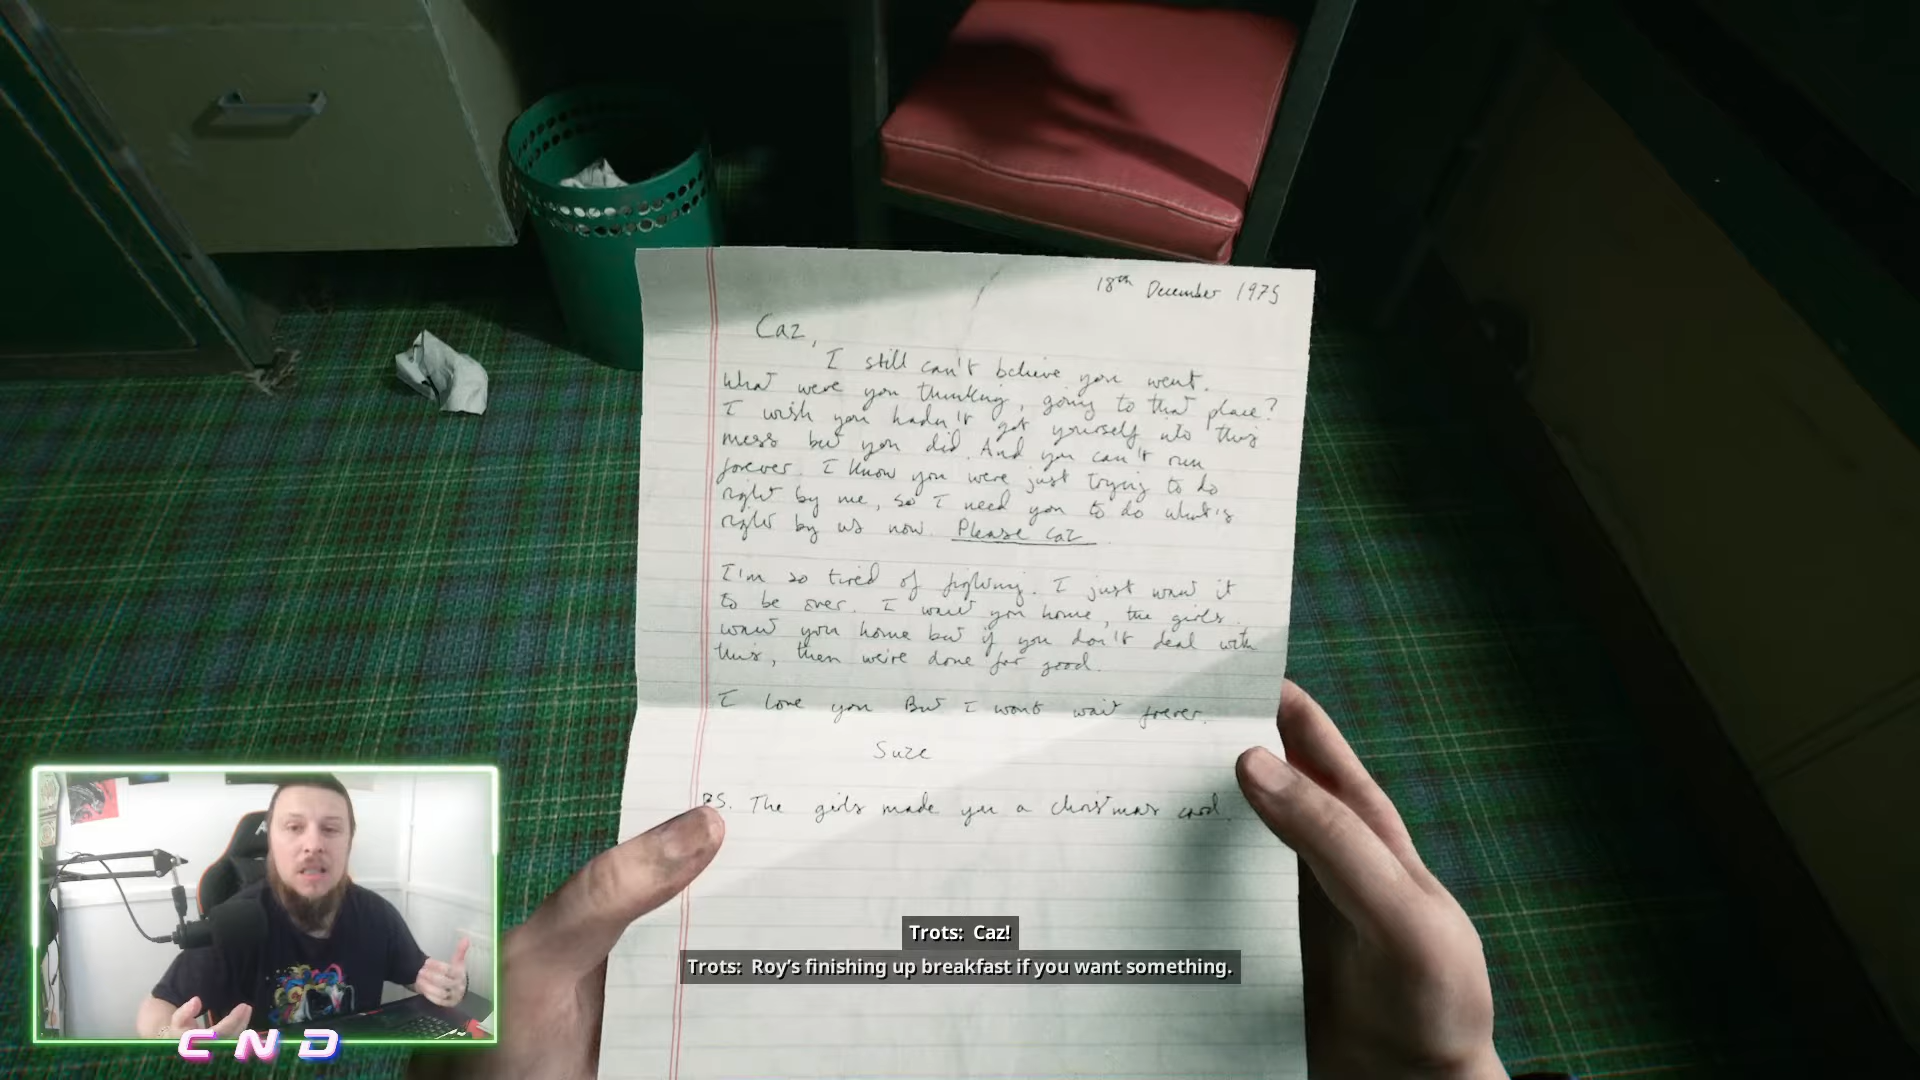 18th December 1975
Caz,
I still can't believe you went.
What were you thinking, going to that place?
I wish you hadn't got yourself into this
mess but you did. And you can't run
forever. I know you were just trying to do
right by me, so I need you to do what's
right by us now. Please Caz.
I'm so tired of fighting. I just want it
to be over. I want you home, the girls
want you home but if you don't deal with
this, then we're done for good.
I love you But I wont wait forever.
Suze
P.S. The girls made you a christmas card.
Trots: Caz!
Trots: Roy's finishing up breakfast if you want something.
CND